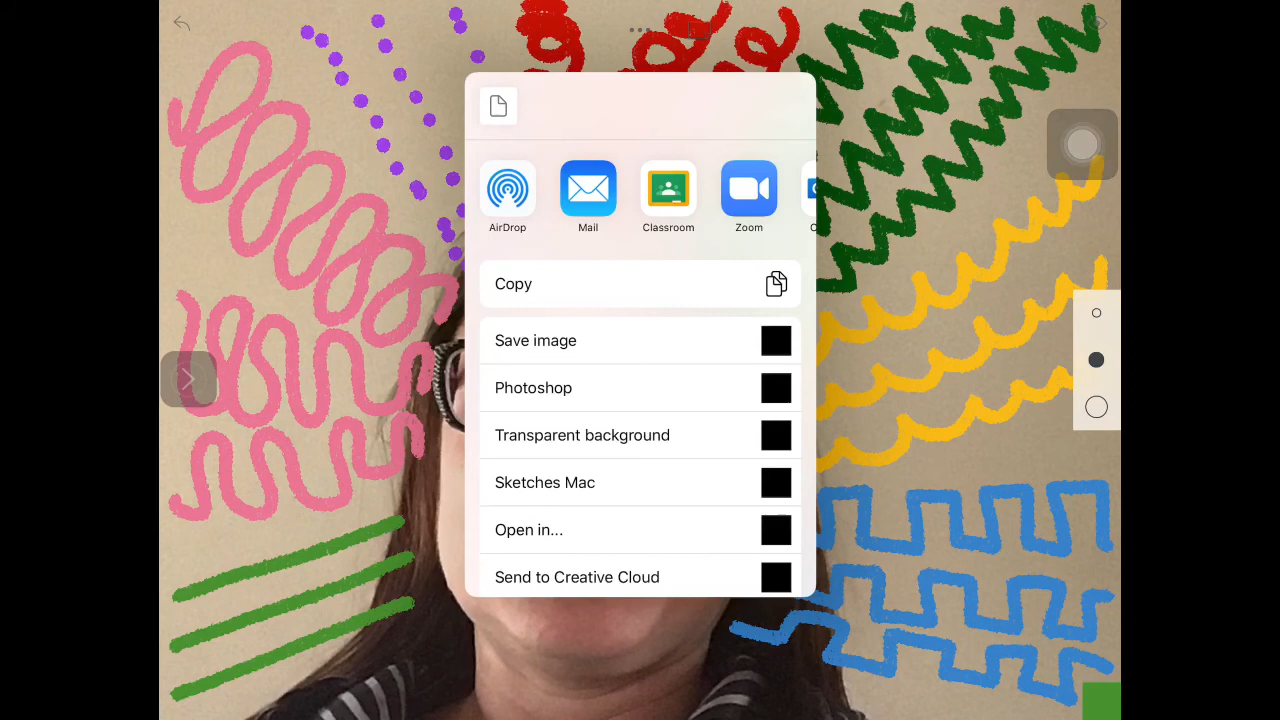 AirDrop
Mail
Classroom
Zoom
Copy
Save image
Photoshop
Transparent background
Sketches Mac
Open in...
Send to Creative Cloud